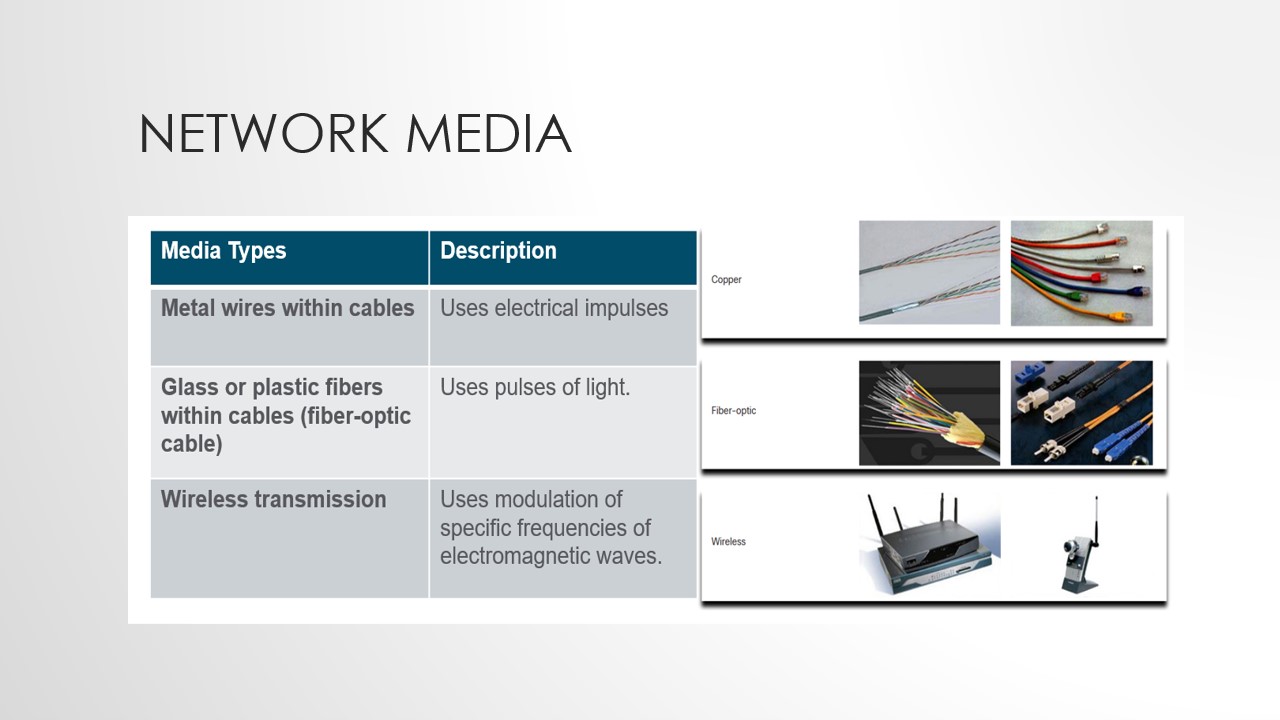 NETWORK MEDIA
Media Types
Description
Metal wires within cables
Uses electrical impulses
Glass or plastic fibers
within cables (fiber-optic
cable)
Uses pulses of light.
Wireless transmission
Uses modulation of
specific frequencies of
electromagnetic waves.
Copper
Fiber-optic
Wireless